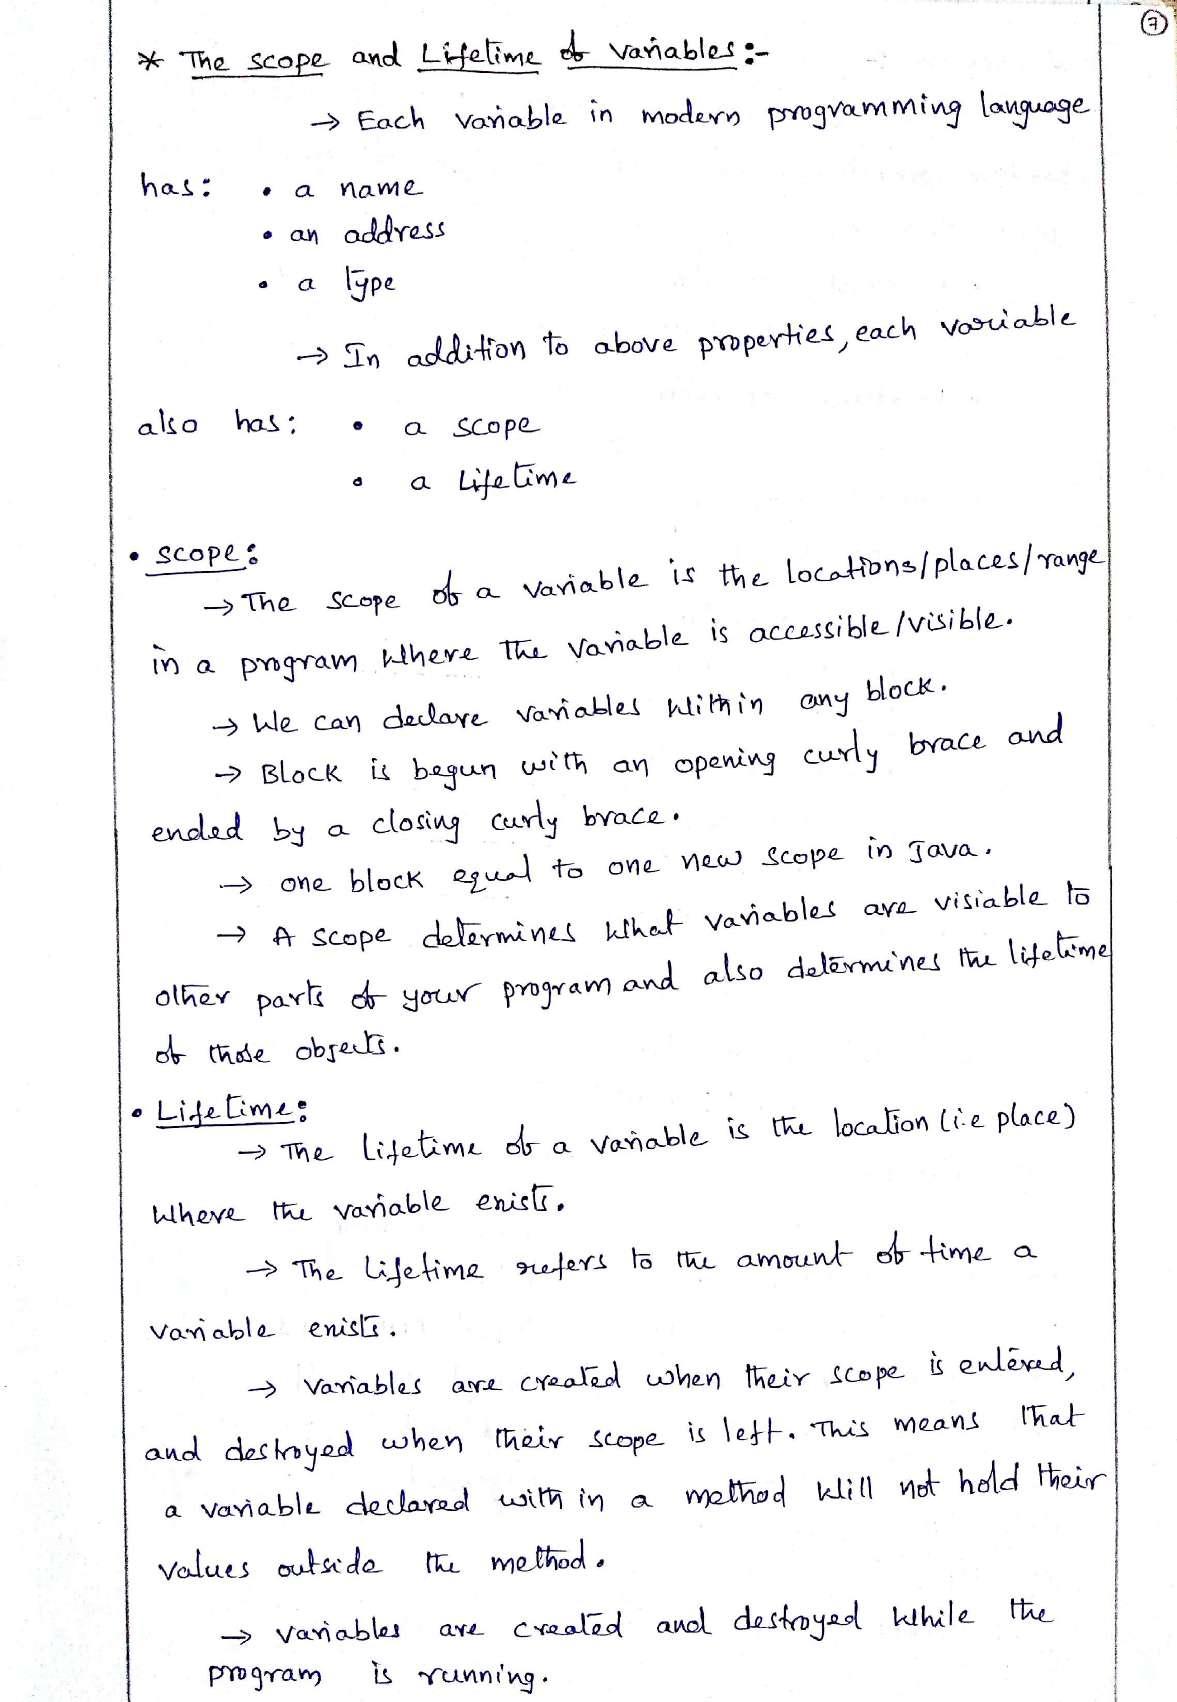 7
* The scope and Lifetime of variables :-
→ Each variable in modern programming language
has: • a name
• an address
• a type
→ In addition to above properties, each variable
also has: • a scope
• a Lifetime
• scope:
→ The scope of a variable is the locations/places/range
in a program where the variable is accessible/visible.
→ We can declare variables within any block.
→ Block is begun with an opening curly brace and
ended by a closing curly brace.
→ one block equal to one new scope in Java.
→ A scope determines what variables are visiable to
other parts of your program and also determines the lifetime
of those objects.
• Lifetime:
→ The lifetime of a variable is the location (i.e place)
where the variable exists.
→ The lifetime refers to the amount of time a
variable exists.
→ variables are created when their scope is entered,
and destroyed when their scope is left. This means that
a variable declared with in a method will not hold their
values outside the method.
→ variables are created and destroyed while the
program is running.